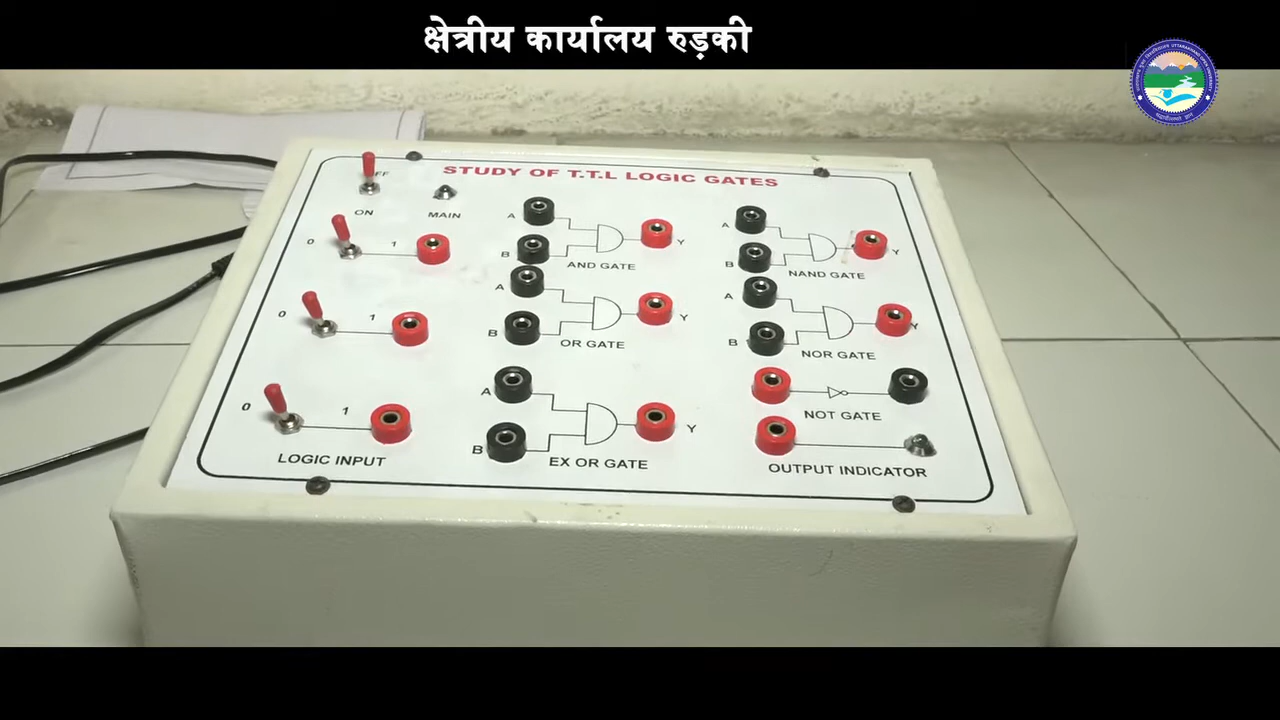 क्षेत्रीय कार्यालय रुड़की
STUDY OF T.T.L LOGIC GATES
FF
ON
MAIN
0 1
A
B
Y
AND GATE
A
B
Y
NAND GATE
0 1
A
B
Y
OR GATE
A
B
Y
NOR GATE
0 1
LOGIC INPUT
A
B
Y
EX OR GATE
NOT GATE
OUTPUT INDICATOR